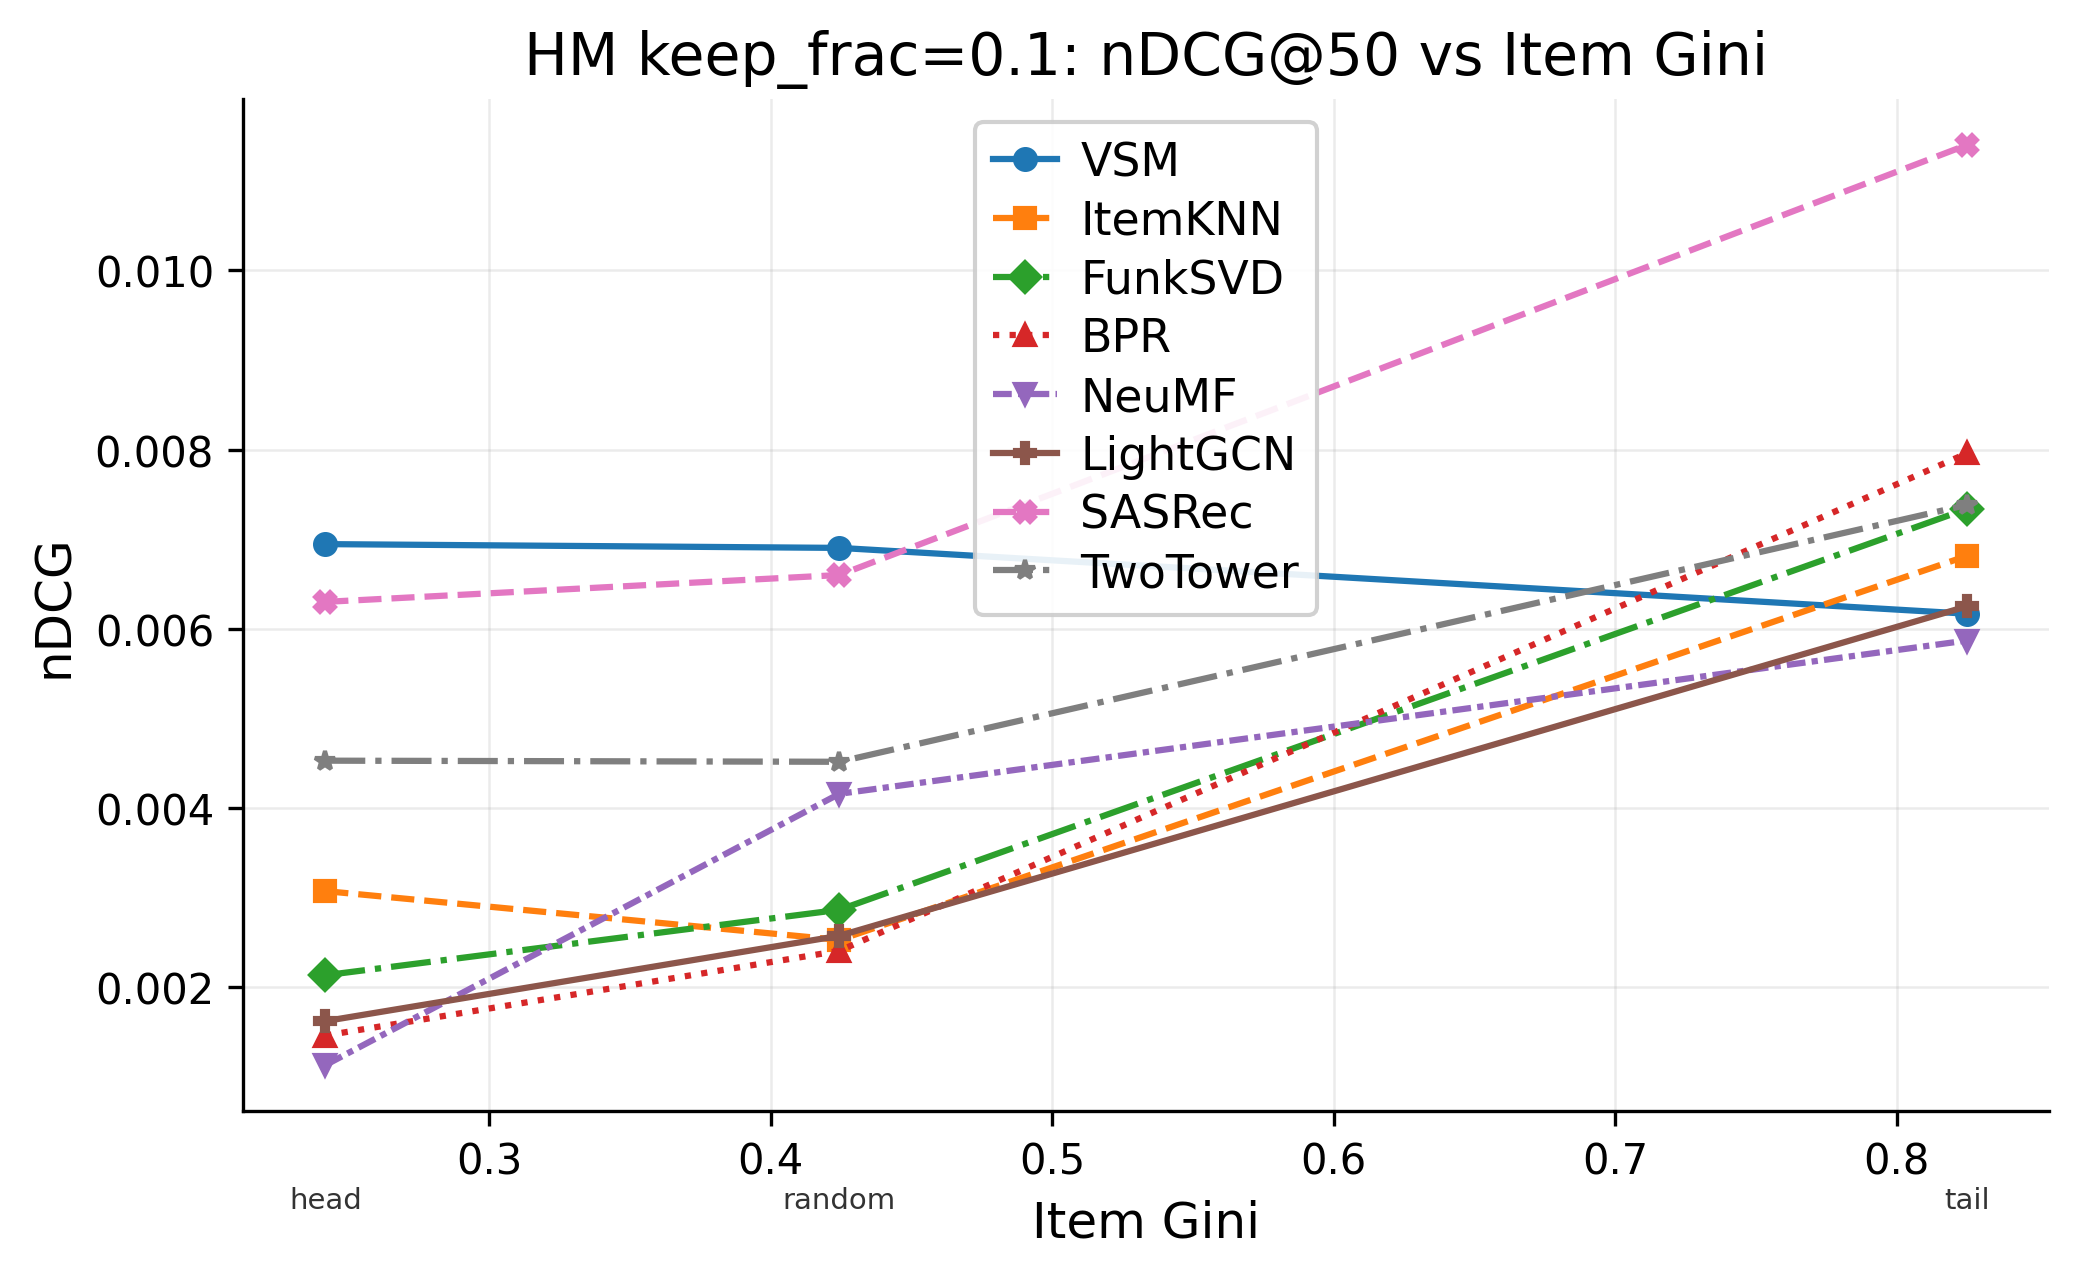 HM keep_frac=0.1: nDCG@50 vs Item Gini
VSM
ItemKNN
FunkSVD
BPR
NeuMF
LightGCN
SASRec
TwoTower
nDCG
0.010
0.008
0.006
0.004
0.002
0.3 0.4 0.5 0.6 0.7 0.8
head random tail
Item Gini